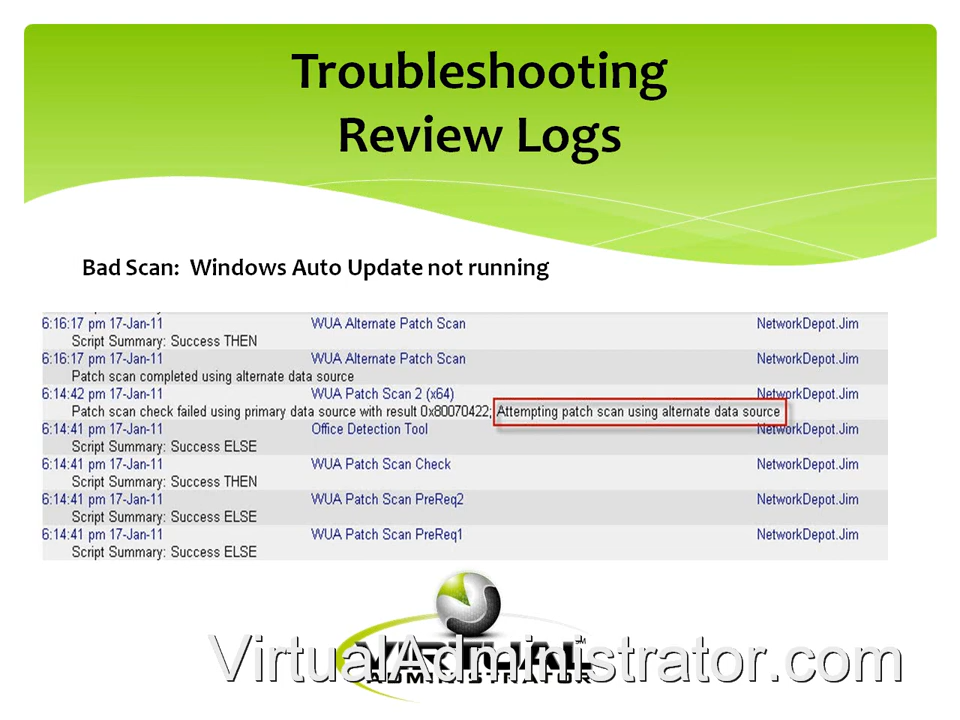 Troubleshooting
Review Logs
Bad Scan: Windows Auto Update not running
6:16:17 pm 17-Jan-11 WUA Alternate Patch Scan NetworkDepot.Jim
Script Summary: Success THEN
6:16:17 pm 17-Jan-11 WUA Alternate Patch Scan NetworkDepot.Jim
Patch scan completed using alternate data source
6:14:42 pm 17-Jan-11 WUA Patch Scan 2 (x64) NetworkDepot.Jim
Patch scan check failed using primary data source with result 0x80070422; Attempting patch scan using alternate data source
6:14:41 pm 17-Jan-11 Office Detection Tool NetworkDepot.Jim
Script Summary: Success ELSE
6:14:41 pm 17-Jan-11 WUA Patch Scan Check NetworkDepot.Jim
Script Summary: Success THEN
6:14:41 pm 17-Jan-11 WUA Patch Scan PreReq2 NetworkDepot.Jim
Script Summary: Success ELSE
6:14:41 pm 17-Jan-11 WUA Patch Scan PreReq1 NetworkDepot.Jim
Script Summary: Success ELSE
VirtualAdministrator.com
VIRTUAL
ADMINISTRATOR